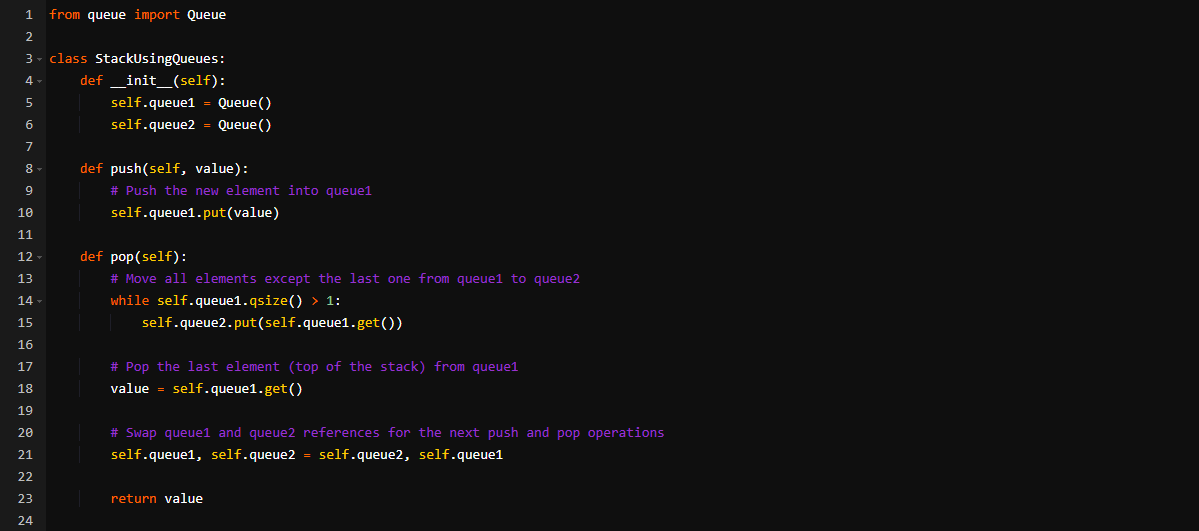 1 from queue import Queue
2
3 class StackUsingQueues:
4     def __init__(self):
5         self.queue1 = Queue()
6         self.queue2 = Queue()
7
8     def push(self, value):
9         # Push the new element into queue1
10         self.queue1.put(value)
11
12     def pop(self):
13         # Move all elements except the last one from queue1 to queue2
14         while self.queue1.qsize() > 1:
15             self.queue2.put(self.queue1.get())
16
17         # Pop the last element (top of the stack) from queue1
18         value = self.queue1.get()
19
20         # Swap queue1 and queue2 references for the next push and pop operations
21         self.queue1, self.queue2 = self.queue2, self.queue1
22
23         return value
24